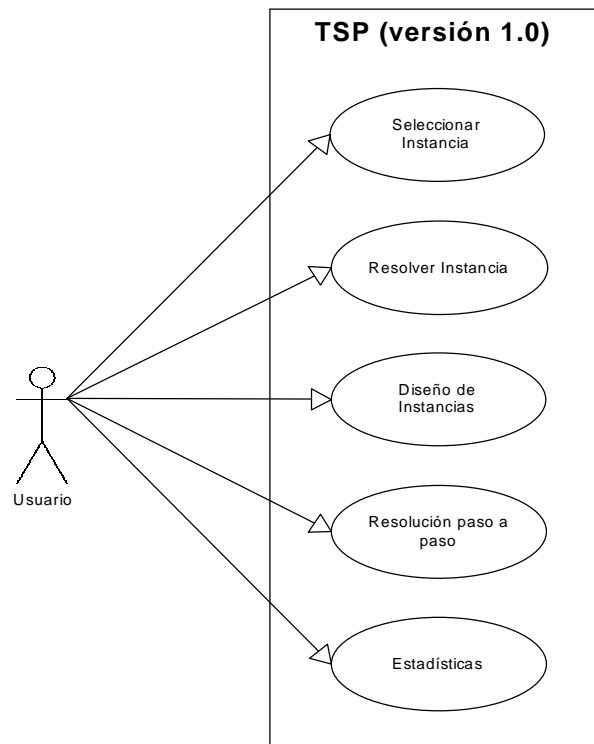 TSP (versión 1.0)
Seleccionar
Instancia
Resolver Instancia
Diseño de
Instancias
Usuario
Resolución paso a
paso
Estadísticas